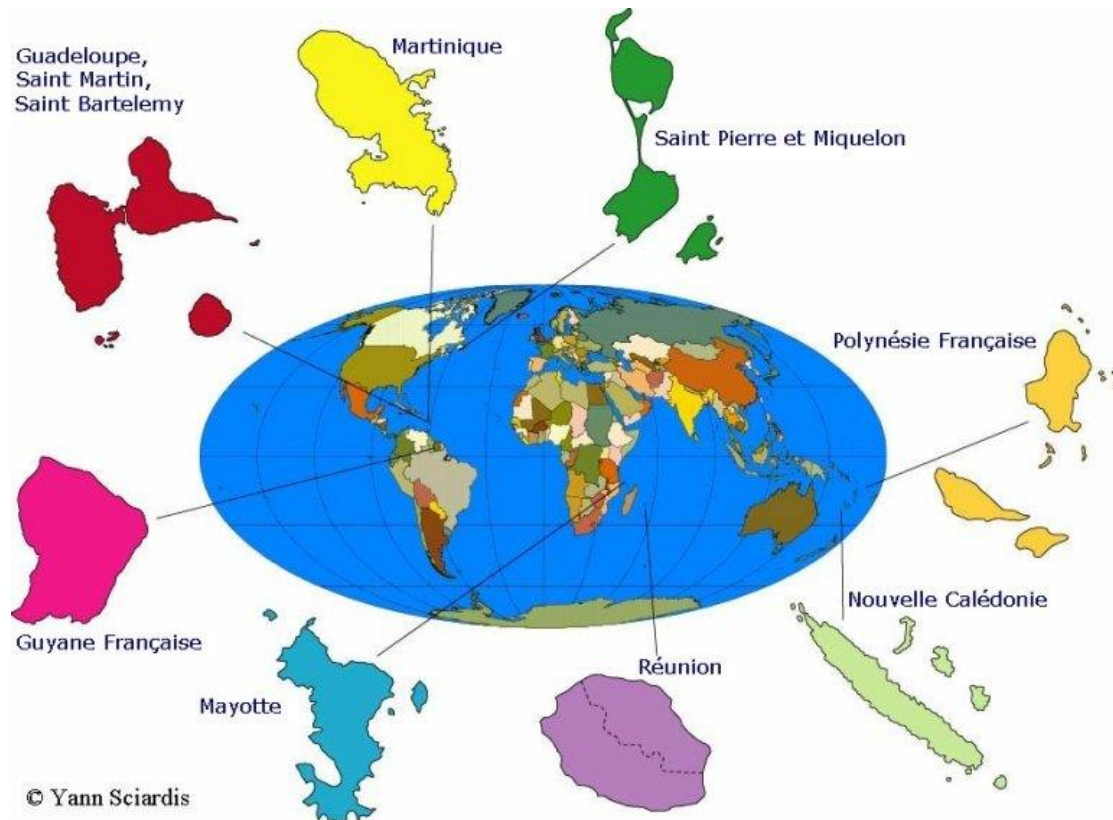 Guadeloupe,
Saint Martin,
Saint Bartelemy
Martinique
Saint Pierre et Miquelon
Polynésie Française
Guyane Française
Mayotte
Réunion
Nouvelle Calédonie
© Yann Sciardis